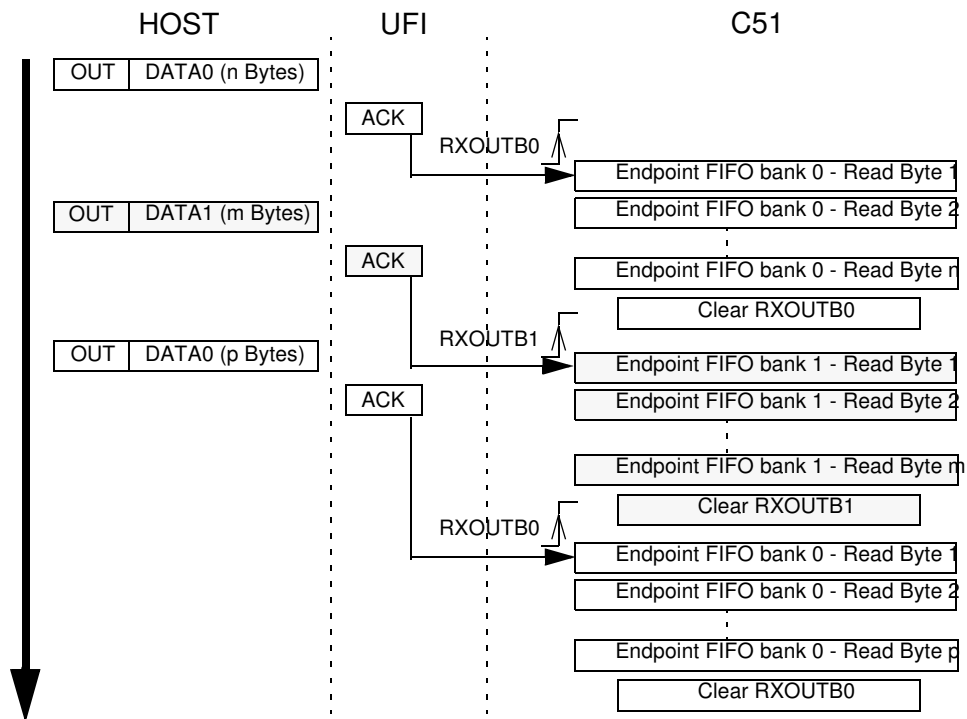 HOST UFI C51
OUT DATA0 (n Bytes)
ACK
RXOUTB0
Endpoint FIFO bank 0 - Read Byte 1
OUT DATA1 (m Bytes)
Endpoint FIFO bank 0 - Read Byte 2
ACK
Endpoint FIFO bank 0 - Read Byte n
Clear RXOUTB0
RXOUTB1
OUT DATA0 (p Bytes)
Endpoint FIFO bank 1 - Read Byte 1
ACK
Endpoint FIFO bank 1 - Read Byte 2
Endpoint FIFO bank 1 - Read Byte m
Clear RXOUTB1
RXOUTB0
Endpoint FIFO bank 0 - Read Byte 1
Endpoint FIFO bank 0 - Read Byte 2
Endpoint FIFO bank 0 - Read Byte p
Clear RXOUTB0